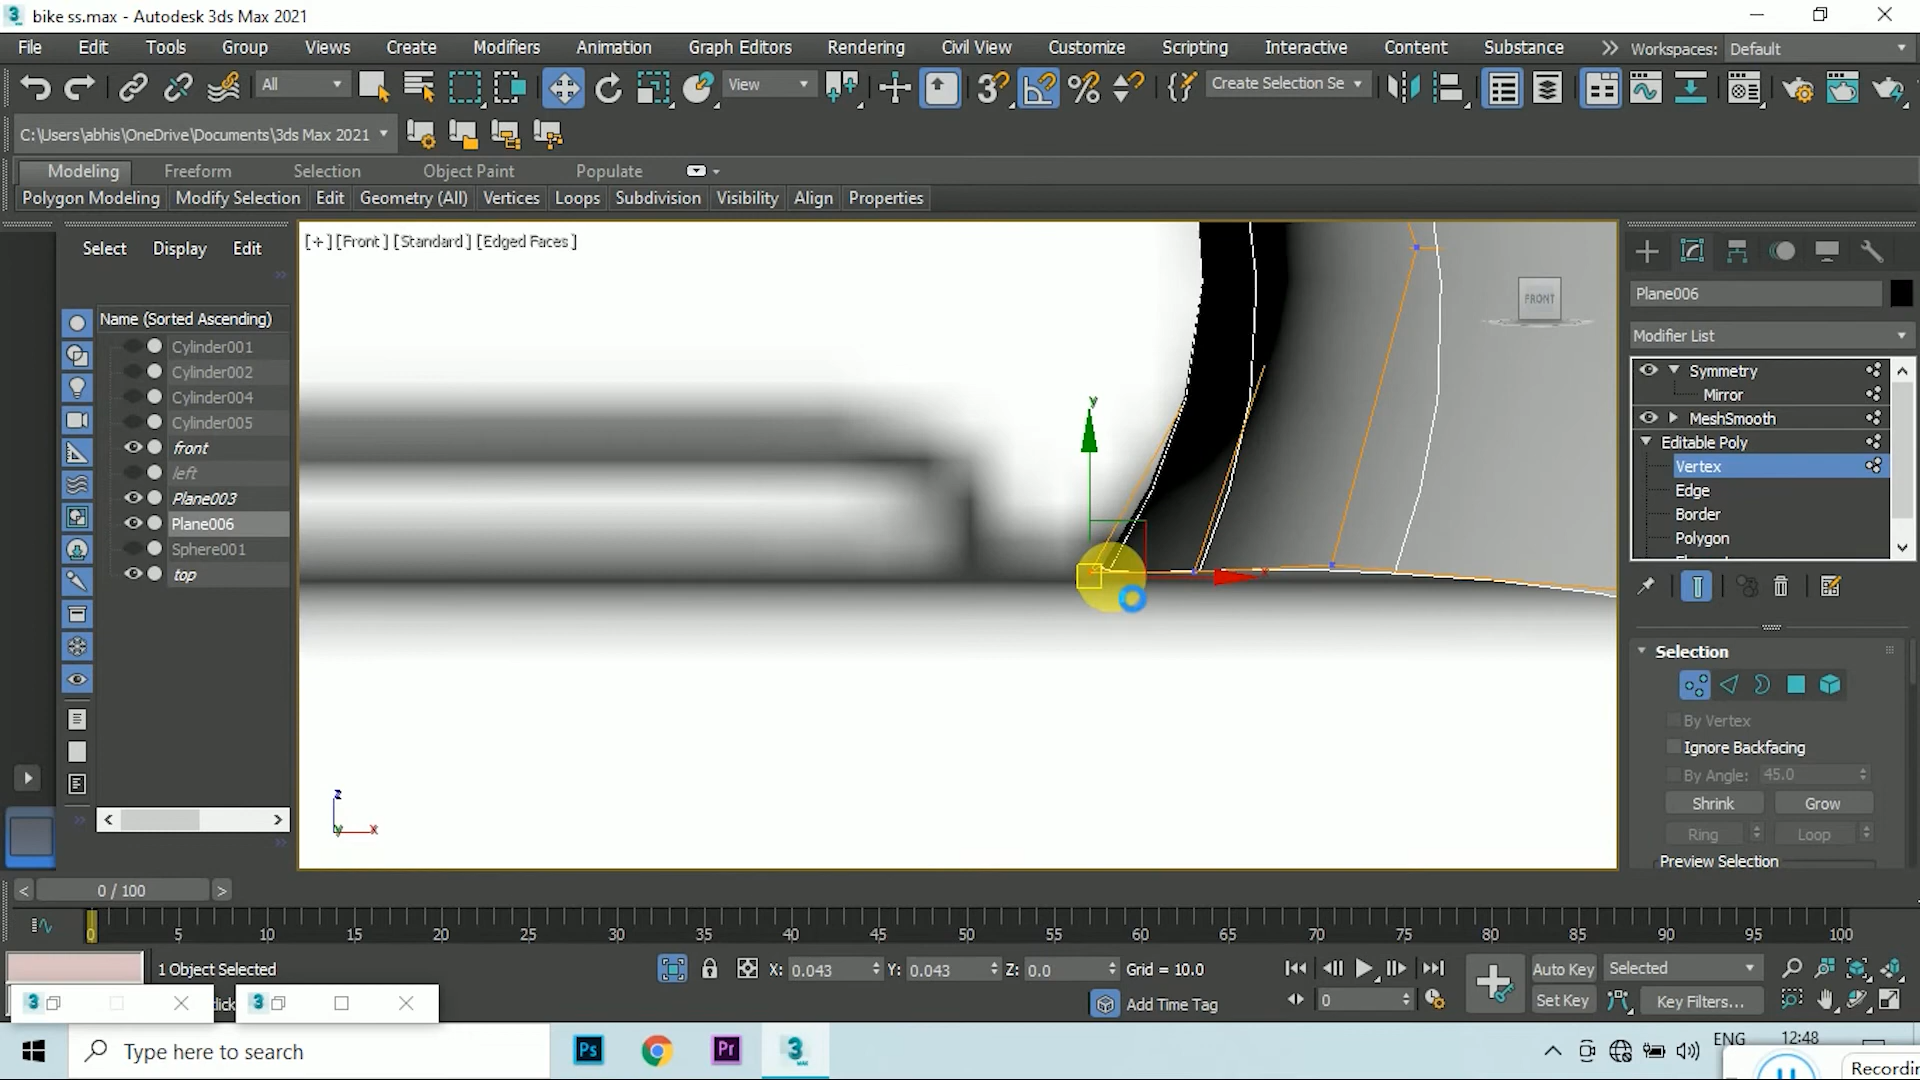 bike ss.max - Autodesk 3ds Max 2021
File Edit Tools Group Views Create Modifiers Animation Graph Editors Rendering Civil View Customize Scripting Interactive Content Substance Workspaces: Default
All View Create Selection Se
C:\Users\abhis\OneDrive\Documents\3ds Max 2021
Modeling Freeform Selection Object Paint Populate
Polygon Modeling Modify Selection Edit Geometry (All) Vertices Loops Subdivision Visibility Align Properties
Select Display Edit
[+] [Front] [Standard] [Edged Faces]
Name (Sorted Ascending)
Cylinder001
Cylinder002
Cylinder004
Cylinder005
front
left
Plane003
Plane006
Sphere001
top
y
x
FRONT
z
y x
Plane006
Modifier List
Symmetry
Mirror
MeshSmooth
Editable Poly
Vertex
Edge
Border
Polygon
Selection
By Vertex
Ignore Backfacing
By Angle: 45.0
Shrink Grow
Ring Loop
Preview Selection
0 / 100
0 5 10 15 20 25 30 35 40 45 50 55 60 65 70 75 80 85 90 95 100
1 Object Selected X: 0.043 Y: 0.043 Z: 0.0 Grid = 10.0 Auto Key Selected
Add Time Tag 0 Set Key Key Filters...
Type here to search
Ps Pr 3
ENG 12:48